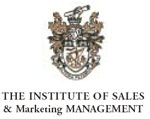 THE INSTITUTE OF SALES
& Marketing MANAGEMENT